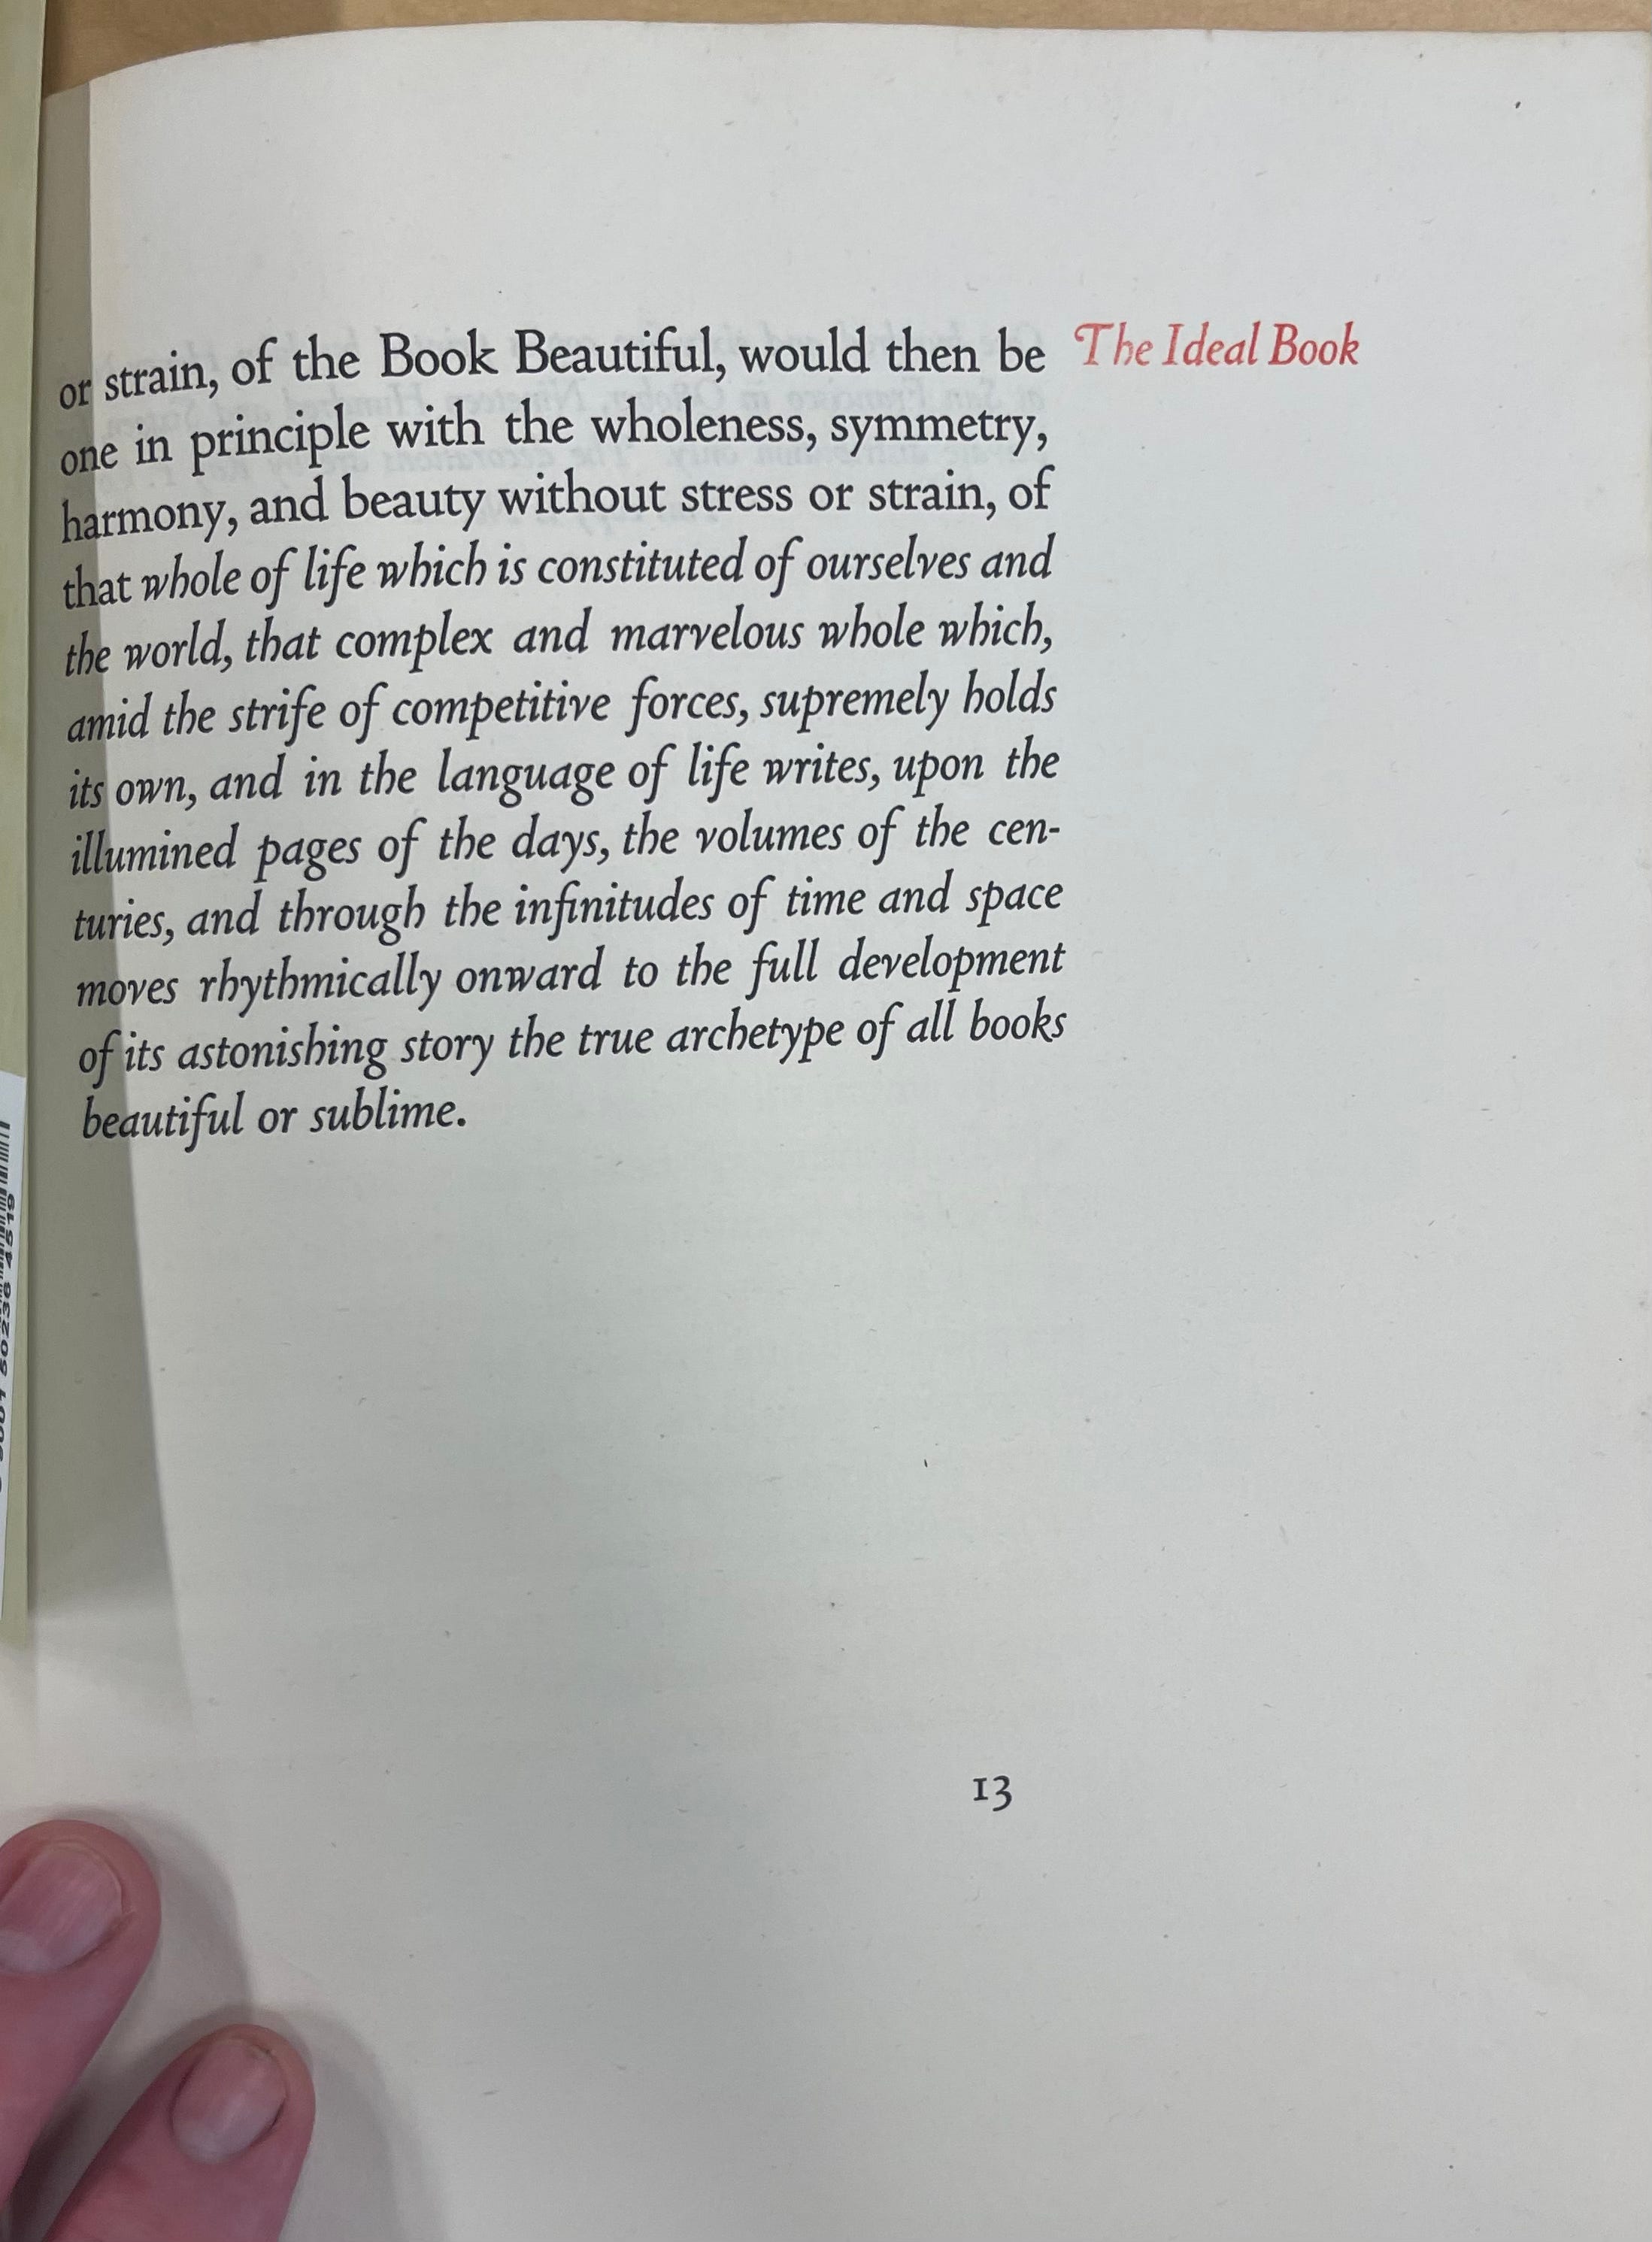 or strain, of the Book Beautiful, would then be
one in principle with the wholeness, symmetry,
harmony, and beauty without stress or strain, of
that whole of life which is constituted of ourselves and
the world, that complex and marvelous whole which,
amid the strife of competitive forces, supremely holds
its own, and in the language of life writes, upon the
illumined pages of the days, the volumes of the cen-
turies, and through the infinitudes of time and space
moves rhythmically onward to the full development
of its astonishing story the true archetype of all books
beautiful or sublime.
The Ideal Book
13
50236 4519